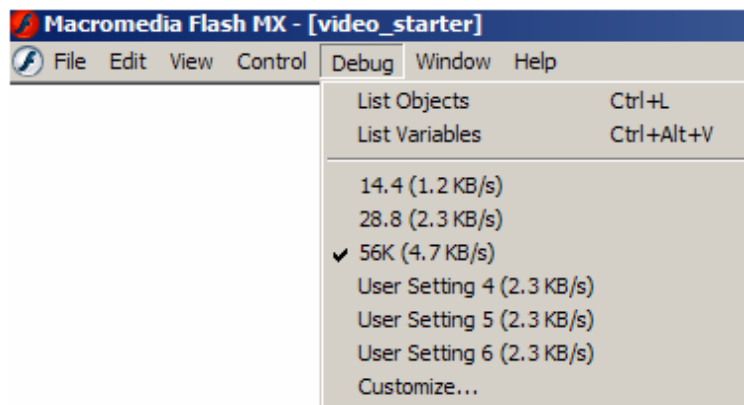 Macromedia Flash MX - [video_starter]
File Edit View Control Debug Window Help
List Objects Ctrl+L
List Variables Ctrl+Alt+V
14.4 (1.2 KB/s)
28.8 (2.3 KB/s)
56K (4.7 KB/s)
User Setting 4 (2.3 KB/s)
User Setting 5 (2.3 KB/s)
User Setting 6 (2.3 KB/s)
Customize...